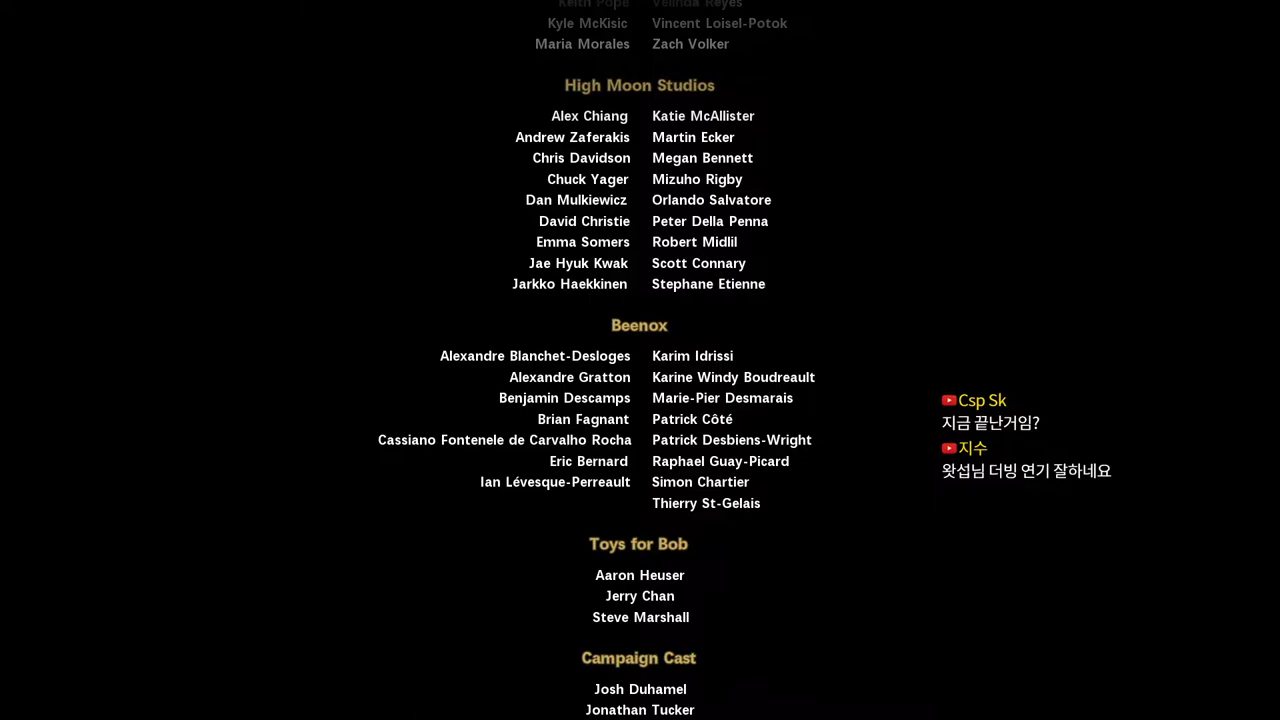 Keith Pope Velinda Reyes
Kyle McKisic Vincent Loisel-Potok
Maria Morales Zach Volker
High Moon Studios
Alex Chiang Katie McAllister
Andrew Zaferakis Martin Ecker
Chris Davidson Megan Bennett
Chuck Yager Mizuho Rigby
Dan Mulkiewicz Orlando Salvatore
David Christie Peter Della Penna
Emma Somers Robert Midlil
Jae Hyuk Kwak Scott Connary
Jarkko Haekkinen Stephane Etienne
Beenox
Alexandre Blanchet-Desloges Karim Idrissi
Alexandre Gratton Karine Windy Boudreault
Benjamin Descamps Marie-Pier Desmarais
Brian Fagnant Patrick Côté
Cassiano Fontenele de Carvalho Rocha Patrick Desbiens-Wright
Eric Bernard Raphael Guay-Picard
Ian Lévesque-Perreault Simon Chartier
Thierry St-Gelais
Toys for Bob
Aaron Heuser
Jerry Chan
Steve Marshall
Campaign Cast
Josh Duhamel
Jonathan Tucker
Csp Sk
지금 끝난거임?
지수
왓섭님 더빙 연기 잘하네요